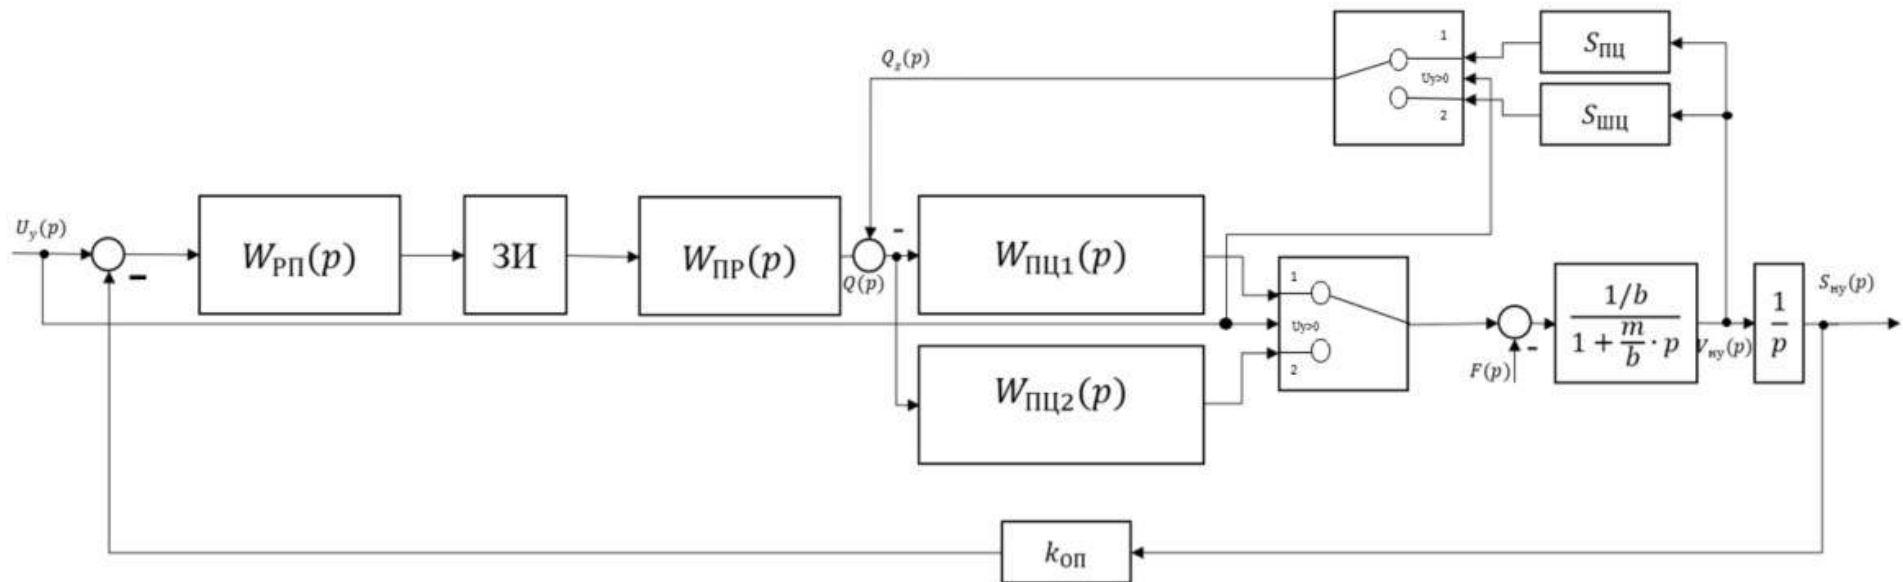 1
S_ПЦ
Q_z(p)
Uy>0
2
S_ШЦ
U_y(p)
-
W_РП(p)
ЗИ
W_ПР(p)
W_ПЦ1(p)
Q(p)
-
1
Uy>0
2
1/b
1 + m/b · p
1/p
S_ну(p)
V_ну(p)
F(p)
-
W_ПЦ2(p)
k_ОП